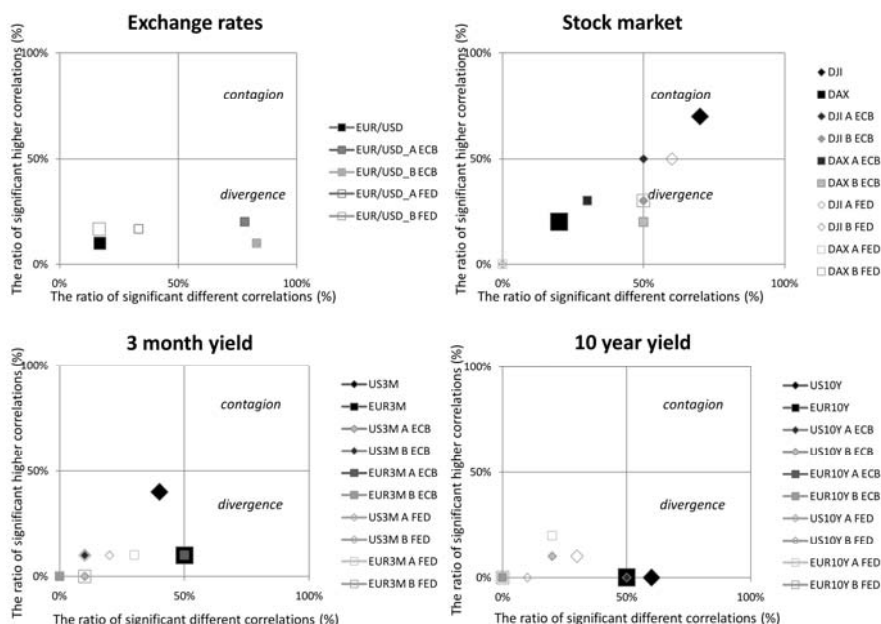 Exchange rates
The ratio of significant higher correlations (%)
100%
50%
0%
contagion
divergence
0%
50%
100%
The ratio of significant different correlations (%)
EUR/USD
EUR/USD_A ECB
EUR/USD_B ECB
EUR/USD_A FED
EUR/USD_B FED
Stock market
The ratio of significant higher correlations (%)
100%
50%
0%
contagion
divergence
0%
50%
100%
The ratio of significant different correlations (%)
DJI
DAX
DJI A ECB
DJI B ECB
DAX A ECB
DAX B ECB
DJI A FED
DJI B FED
DAX A FED
DAX B FED
3 month yield
The ratio of significant higher correlations (%)
100%
50%
0%
contagion
divergence
0%
50%
100%
The ratio of significant different correlations (%)
US3M
EUR3M
US3M A ECB
US3M B ECB
EUR3M A ECB
EUR3M B ECB
US3M A FED
US3M B FED
EUR3M A FED
EUR3M B FED
10 year yield
The ratio of significant higher correlations (%)
100%
50%
0%
contagion
divergence
0%
50%
100%
The ratio of significant different correlations (%)
US10Y
EUR10Y
US10Y A ECB
US10Y B ECB
EUR10Y A ECB
EUR10Y B ECB
US10Y A FED
US10Y B FED
EUR10Y A FED
EUR10Y B FED